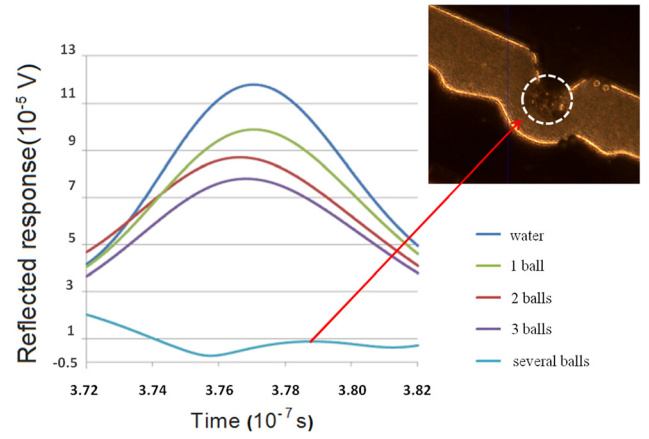 Reflected response(10⁻⁵ V)
13
11
9
7
5
3
1
-0.5
3.72 3.74 3.76 3.78 3.80 3.82
Time (10⁻⁷ s)
water
1 ball
2 balls
3 balls
several balls